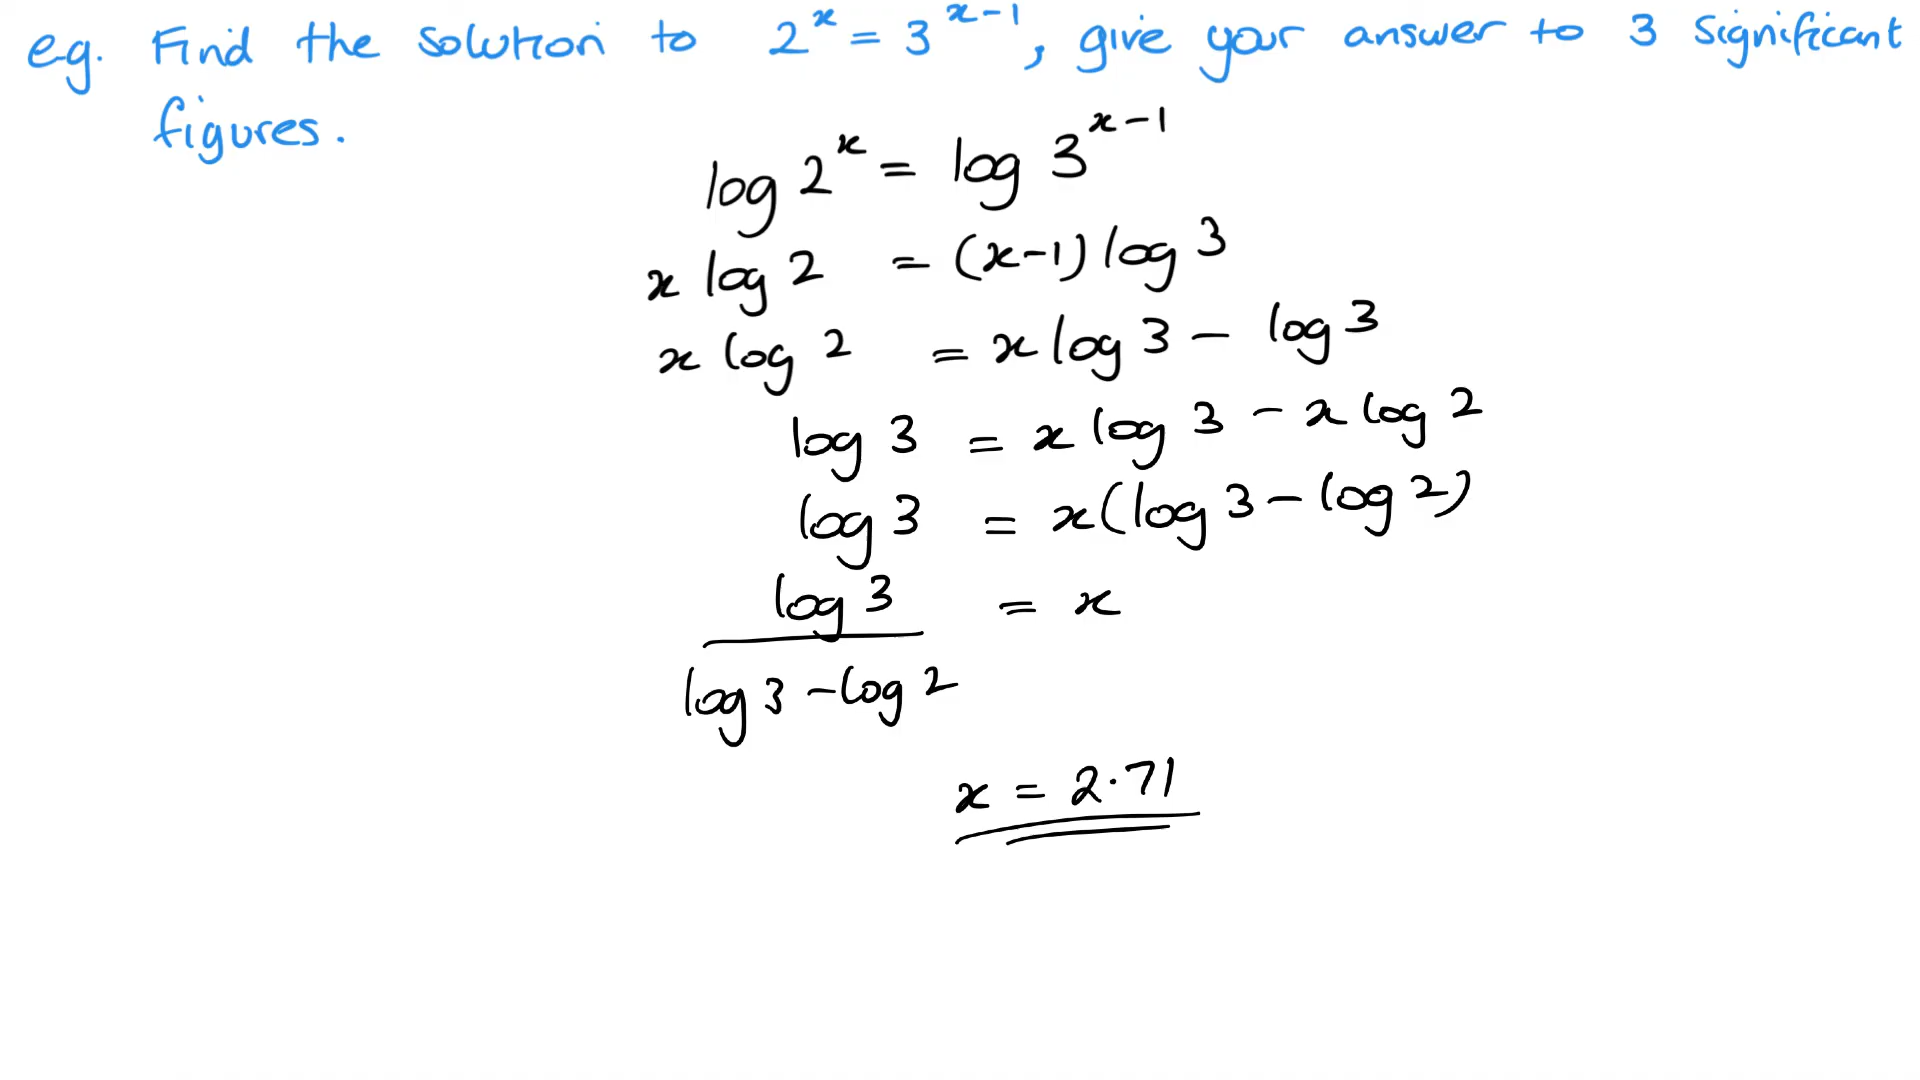 e.g. Find the solution to 2^x = 3^(x-1), give your answer to 3 significant
figures.
log 2^x = log 3^(x-1)
x log 2 = (x-1) log 3
x log 2 = x log 3 - log 3
log 3 = x log 3 - x log 2
log 3 = x(log 3 - log 2)
log 3 = x
log 3 - log 2
x = 2.71